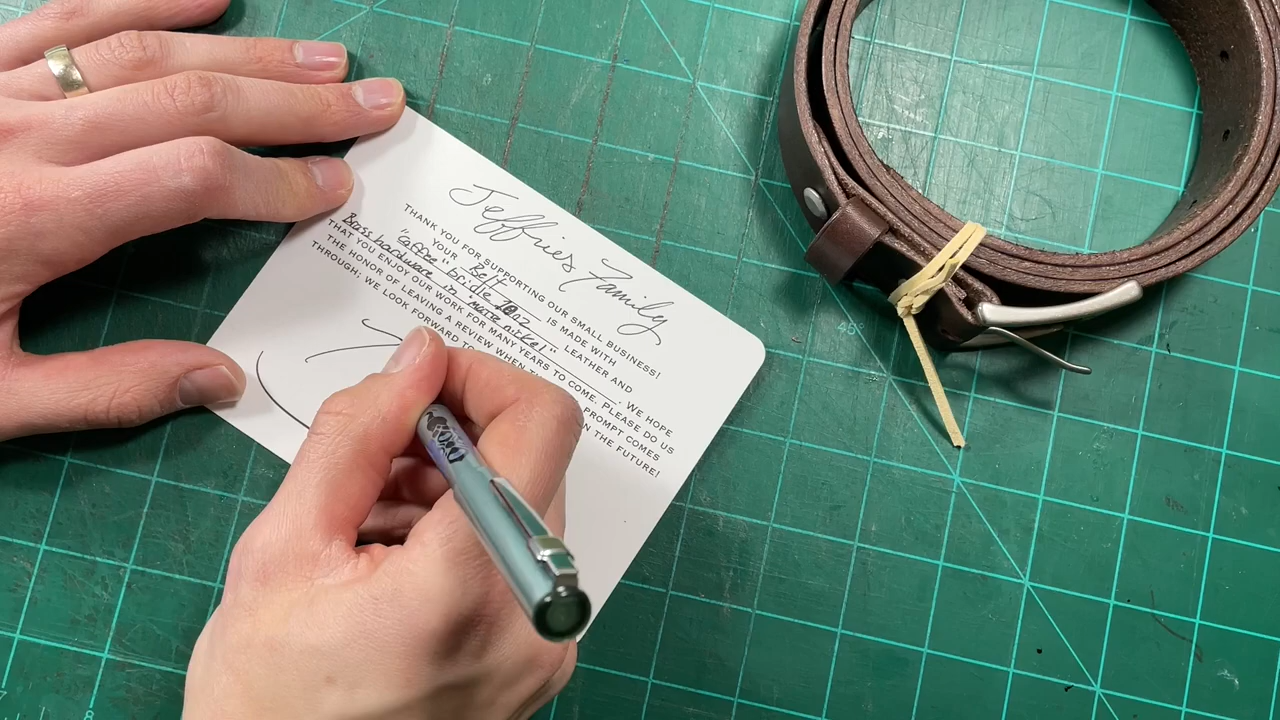 Jeffries Family
THANK YOU FOR SUPPORTING OUR SMALL BUSINESS!
YOUR Belt IS MADE WITH
"coffee" bridle LEATHER AND
Brass hardware in "matte nickel". WE HOPE
THAT YOU ENJOY OUR WORK FOR MANY YEARS TO COME. PLEASE DO US
THE HONOR OF LEAVING A REVIEW WHEN PROMPT COMES
THROUGH; WE LOOK FORWARD TO THE FUTURE!
45°
8